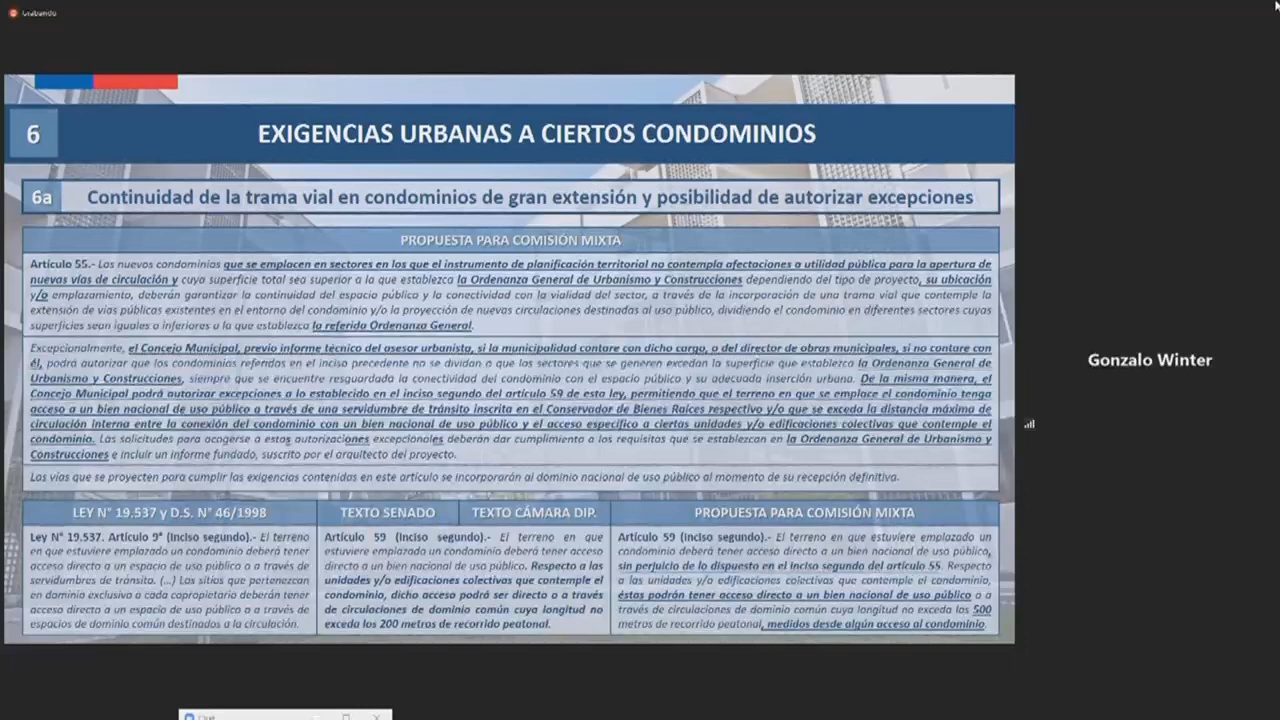 Grabando
6
EXIGENCIAS URBANAS A CIERTOS CONDOMINIOS
6a
Continuidad de la trama vial en condominios de gran extensión y posibilidad de autorizar excepciones
PROPUESTA PARA COMISIÓN MIXTA
Artículo 55.- Los nuevos condominios que se emplacen en sectores en los que el instrumento de planificación territorial no contempla afectaciones a utilidad pública para la apertura de
nuevas vías de circulación y cuya superficie total sea superior a la que establezca la Ordenanza General de Urbanismo y Construcciones dependiendo del tipo de proyecto, su ubicación
y/o emplazamiento, deberán garantizar la continuidad del espacio público y la conectividad con la vialidad del sector, a través de la incorporación de una trama vial que contemple la
extensión de vías públicas existentes en el entorno del condominio y/o la proyección de nuevas circulaciones destinadas al uso público, dividiendo el condominio en diferentes sectores cuyas
superficies sean iguales o inferiores a la que establezca la referida Ordenanza General.
Excepcionalmente, el Concejo Municipal, previo informe técnico del asesor urbanista, si la municipalidad contare con dicho cargo, o del director de obras municipales, si no contare con
él, podrá autorizar que los condominios referidos en el inciso precedente no se dividan o que los sectores que se generen excedan la superficie que establezca la Ordenanza General de
Urbanismo y Construcciones, siempre que se encuentre resguardada la conectividad del condominio con el espacio público y su adecuada inserción urbana. De la misma manera, el
Concejo Municipal podrá autorizar excepciones a lo establecido en el inciso segundo del artículo 59 de esta ley, permitiendo que el terreno en que se emplace el condominio tenga
acceso a un bien nacional de uso público a través de una servidumbre de tránsito inscrita en el Conservador de Bienes Raíces respectivo y/o que se exceda la distancia máxima de
circulación interna entre la conexión del condominio con un bien nacional de uso público y el acceso específico a ciertas unidades y/o edificaciones colectivas que contemple el
condominio. Las solicitudes para acogerse a estas autorizaciones excepcionales deberán dar cumplimiento a los requisitos que se establezcan en la Ordenanza General de Urbanismo y
Construcciones e incluir un informe fundado, suscrito por el arquitecto del proyecto.
Las vías que se proyecten para cumplir las exigencias contenidas en este artículo se incorporarán al dominio nacional de uso público al momento de su recepción definitiva.
LEY N° 19.537 y D.S. N° 46/1998
Ley N° 19.537. Artículo 9° (inciso segundo).- El terreno
en que estuviere emplazado un condominio deberá tener
acceso directo a un espacio de uso público o a través de
servidumbres de tránsito. (...) Los sitios que pertenezcan
en dominio exclusivo a cada copropietario deberán tener
acceso directo a un espacio de uso público o a través de
espacios de dominio común destinados a la circulación.
TEXTO SENADO
TEXTO CÁMARA DIP.
Artículo 59 (inciso segundo).- El terreno en que
estuviere emplazado un condominio deberá tener acceso
directo a un bien nacional de uso público. Respecto a las
unidades y/o edificaciones colectivas que contemple el
condominio, dicho acceso podrá ser directo o a través
de circulaciones de dominio común cuya longitud no
exceda los 200 metros de recorrido peatonal.
PROPUESTA PARA COMISIÓN MIXTA
Artículo 59 (inciso segundo).- El terreno en que estuviere emplazado un
condominio deberá tener acceso directo a un bien nacional de uso público,
sin perjuicio de lo dispuesto en el inciso segundo del artículo 55. Respecto
a las unidades y/o edificaciones colectivas que contemple el condominio,
éstas podrán tener acceso directo a un bien nacional de uso público o a
través de circulaciones de dominio común cuya longitud no exceda los 500
metros de recorrido peatonal, medidos desde algún acceso al condominio.
Gonzalo Winter